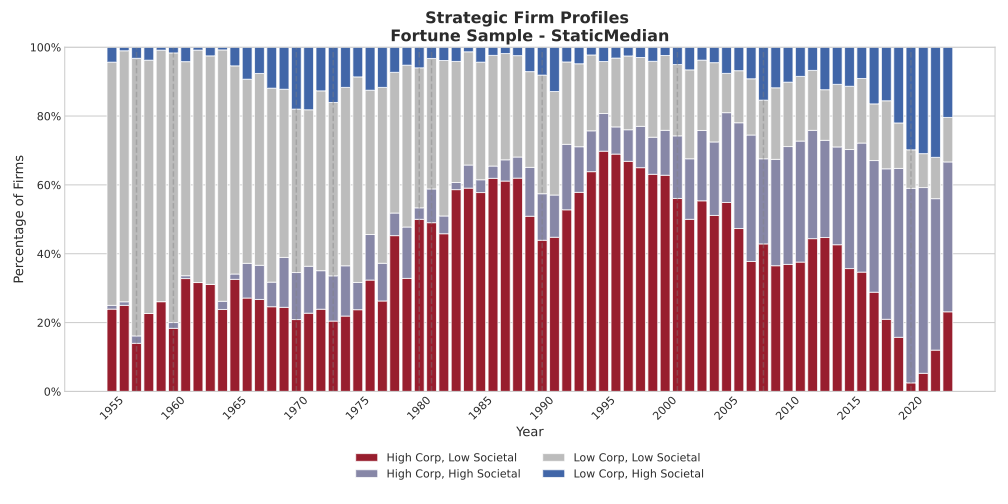 Strategic Firm Profiles
Fortune Sample - StaticMedian
Percentage of Firms
100%
80%
60%
40%
20%
0%
1955
1960
1965
1970
1975
1980
1985
1990
1995
2000
2005
2010
2015
2020
Year
High Corp, Low Societal
Low Corp, Low Societal
High Corp, High Societal
Low Corp, High Societal